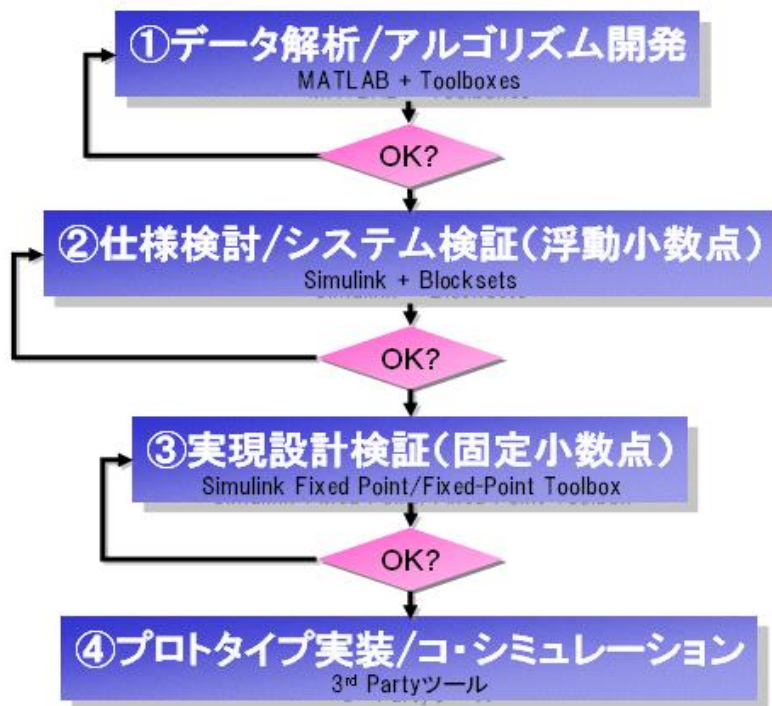 ①データ解析/アルゴリズム開発
MATLAB + Toolboxes
OK?
②仕様検討/システム検証(浮動小数点)
Simulink + Blocksets
OK?
③実現設計検証(固定小数点)
Simulink Fixed Point/Fixed-Point Toolbox
OK?
④プロトタイプ実装/コ・シミュレーション
3rd Partyツール